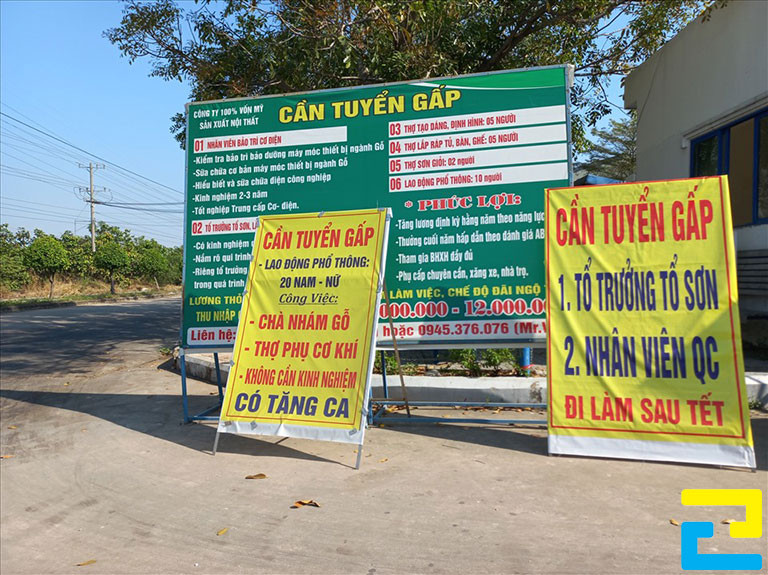 CÔNG TY 100% VỐN MỸ
SẢN XUẤT NỘI THẤT
CẦN TUYỂN GẤP
01 NHÂN VIÊN BẢO TRÌ CƠ ĐIỆN
- Kiểm tra bảo trì bảo dưỡng máy móc thiết bị ngành Gỗ
- Sửa chữa cơ bản máy móc thiết bị ngành Gỗ
- Hiểu biết và sửa chữa điện công nghiệp
- Kinh nghiệm 2-3 năm
- Tốt nghiệp Trung cấp Cơ- điện.
02 TỔ TRƯỞNG TỔ SƠN,
- Có kinh nghiệm
- Nắm rõ qui trình
- Riêng tổ trưởng
trong quá trình
LƯƠNG
THU NHẬP
Liên hệ:
03 THỢ TẠO DÁNG, ĐỊNH HÌNH: 05 NGƯỜI
04 THỢ LẮP RÁP TỦ, BÀN, GHẾ: 05 NGƯỜI
05 THỢ SƠN GIỎI: 02 người
06 LAO ĐỘNG PHỔ THÔNG: 10 người
* PHÚC LỢI:
- Tăng lương định kỳ hàng năm theo năng lực
- Thưởng cuối năm hấp dẫn theo đánh giá
- Tham gia BHXH đầy đủ
- Phụ cấp chuyên cần, xăng xe, nhà trọ.
LÀM VIỆC, CHẾ ĐỘ ĐÃI NGỘ
000.000 - 12.000.0
hoặc 0945.376.076
CẦN TUYỂN GẤP
- LAO ĐỘNG PHỔ THÔNG:
20 NAM - NỮ
Công Việc:
- CHÀ NHÁM GỖ
- THỢ PHỤ CƠ KHÍ
- KHÔNG CẦN KINH NGHIỆM
CÓ TĂNG CA
CẦN TUYỂN GẤP
1. TỔ TRƯỞNG TỔ SƠN
2. NHÂN VIÊN QC
ĐI LÀM SAU TẾT